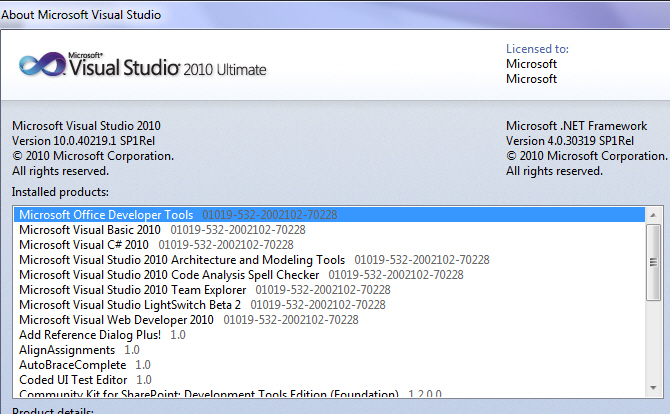 About Microsoft Visual Studio
Microsoft®
Visual Studio® 2010 Ultimate
Licensed to:
Microsoft
Microsoft
Microsoft Visual Studio 2010
Version 10.0.40219.1 SP1Rel
© 2010 Microsoft Corporation.
All rights reserved.
Microsoft .NET Framework
Version 4.0.30319 SP1Rel
© 2010 Microsoft Corporation.
All rights reserved.
Installed products:
Microsoft Office Developer Tools 01019-532-2002102-70228
Microsoft Visual Basic 2010 01019-532-2002102-70228
Microsoft Visual C# 2010 01019-532-2002102-70228
Microsoft Visual Studio 2010 Architecture and Modeling Tools 01019-532-2002102-70228
Microsoft Visual Studio 2010 Code Analysis Spell Checker 01019-532-2002102-70228
Microsoft Visual Studio 2010 Team Explorer 01019-532-2002102-70228
Microsoft Visual Studio LightSwitch Beta 2 01019-532-2002102-70228
Microsoft Visual Web Developer 2010 01019-532-2002102-70228
Add Reference Dialog Plus! 1.0
AlignAssignments 1.0
AutoBraceComplete 1.0
Coded UI Test Editor 1.0
Community Kit for SharePoint: Development Tools Edition (Foundation) 1.2.0.0
Product details: